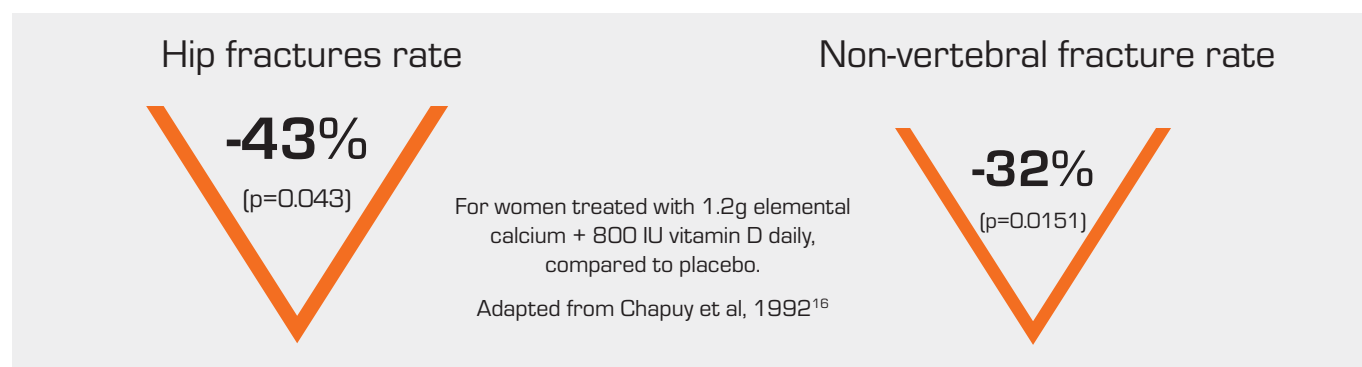 Hip fractures rate
-43%
(p=0.043)
For women treated with 1.2g elemental
calcium + 800 IU vitamin D daily,
compared to placebo.
Adapted from Chapuy et al, 1992¹⁶
Non-vertebral fracture rate
-32%
(p=0.0151)